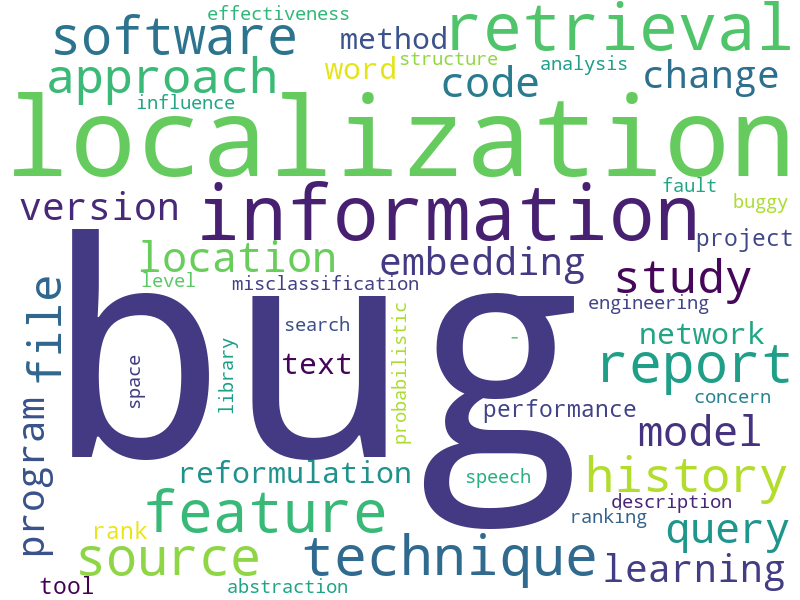 effectiveness
software
method
retrieval
structure
approach
word
code
analysis
change
influence
localization
version
information
fault
buggy
project
location
embedding
study
level
misclassification
bug
file
engineering
search
network
text
report
space
library
probabilistic
-
concern
performance
model
program
reformulation
speech
history
feature
description
rank
ranking
query
source
technique
learning
tool
abstraction